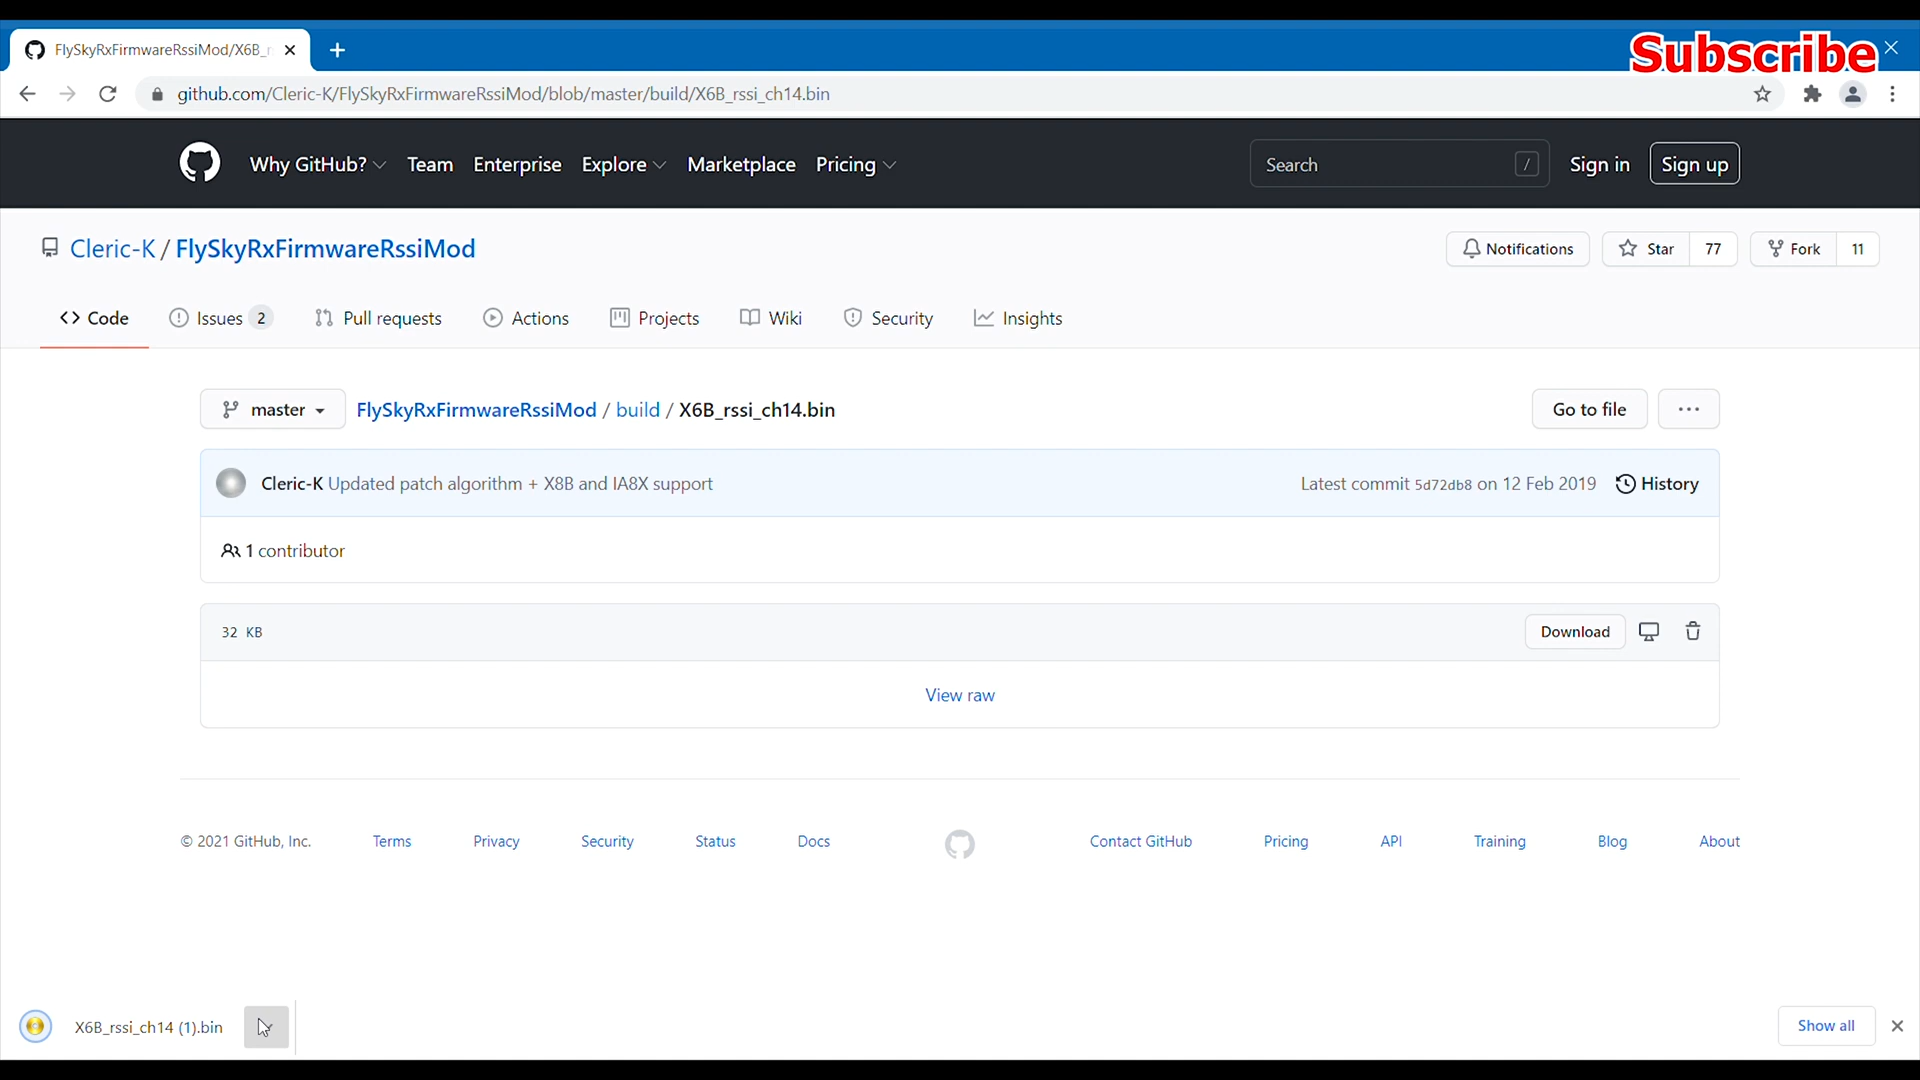 FlySkyRxFirmwareRssiMod/X6B_r
Subscribe
github.com/Cleric-K/FlySkyRxFirmwareRssiMod/blob/master/build/X6B_rssi_ch14.bin
Why GitHub? Team Enterprise Explore Marketplace Pricing Search / Sign in Sign up
Cleric-K / FlySkyRxFirmwareRssiMod Notifications Star 77 Fork 11
Code Issues 2 Pull requests Actions Projects Wiki Security Insights
master FlySkyRxFirmwareRssiMod / build / X6B_rssi_ch14.bin Go to file ...
Cleric-K Updated patch algorithm + X8B and IA8X support Latest commit 5d72db8 on 12 Feb 2019 History
1 contributor
32 KB Download
View raw
© 2021 GitHub, Inc. Terms Privacy Security Status Docs Contact GitHub Pricing API Training Blog About
X6B_rssi_ch14 (1).bin Show all